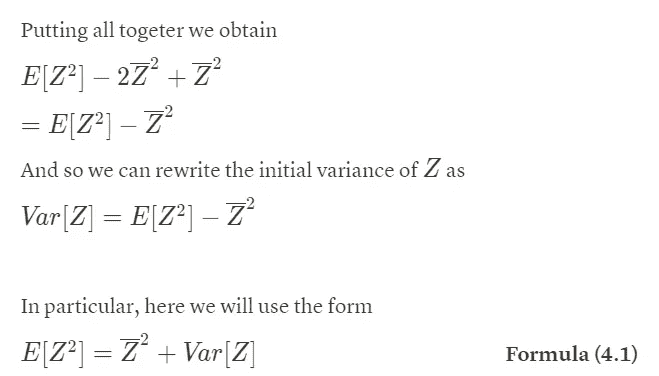 Putting all togeter we obtain
E[Z²] – 2Z̅² + Z̅²
= E[Z²] – Z̅²
And so we can rewrite the initial variance of Z as
Var[Z] = E[Z²] – Z̅²
In particular, here we will use the form
E[Z²] = Z̅² + Var[Z] Formula (4.1)